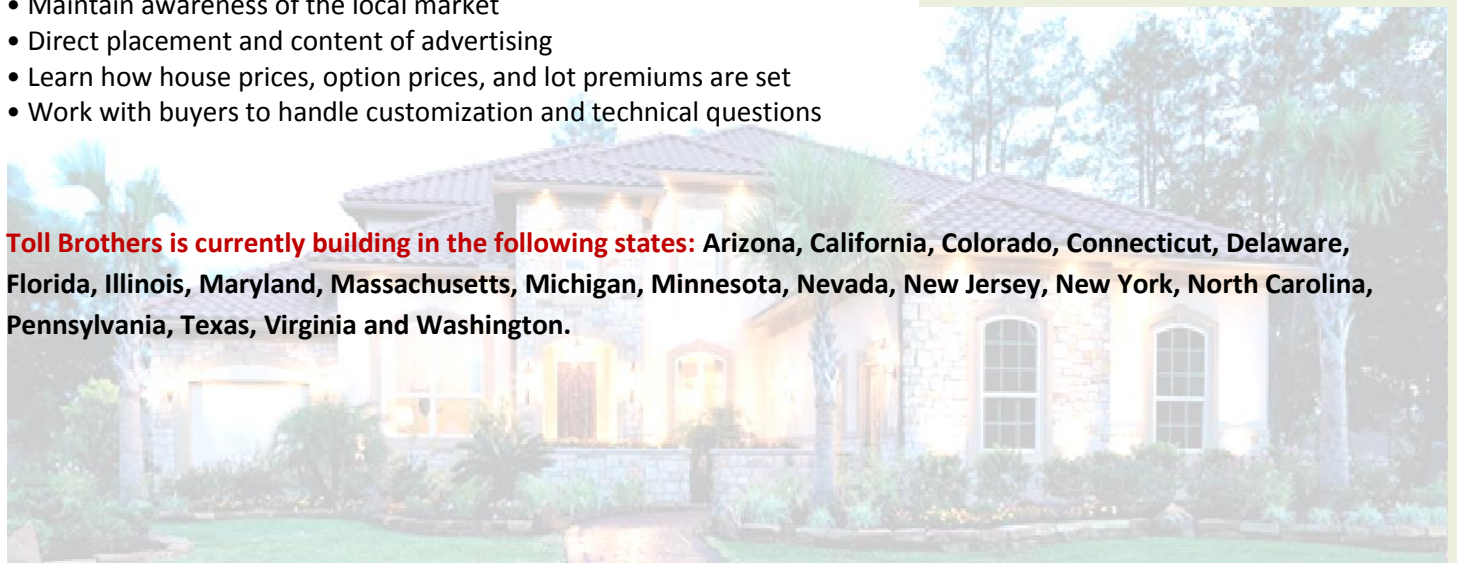 • Maintain awareness of the local market
• Direct placement and content of advertising
• Learn how house prices, option prices, and lot premiums are set
• Work with buyers to handle customization and technical questions
Toll Brothers is currently building in the following states: Arizona, California, Colorado, Connecticut, Delaware,
Florida, Illinois, Maryland, Massachusetts, Michigan, Minnesota, Nevada, New Jersey, New York, North Carolina,
Pennsylvania, Texas, Virginia and Washington.